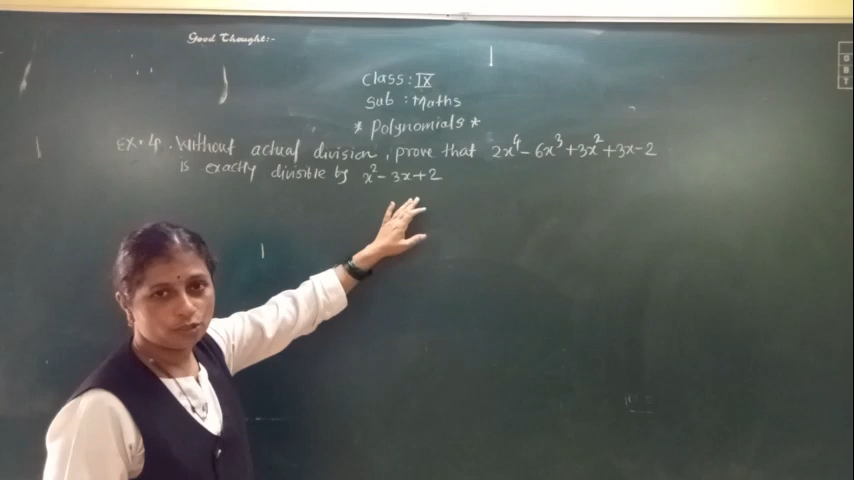 Good Thought:-
Class: IX
Sub : Maths
* Polynomials *
Ex. 4. Without actual division, prove that 2x⁴ - 6x³ + 3x² + 3x - 2
is exactly divisible by x² - 3x + 2
O
B
T